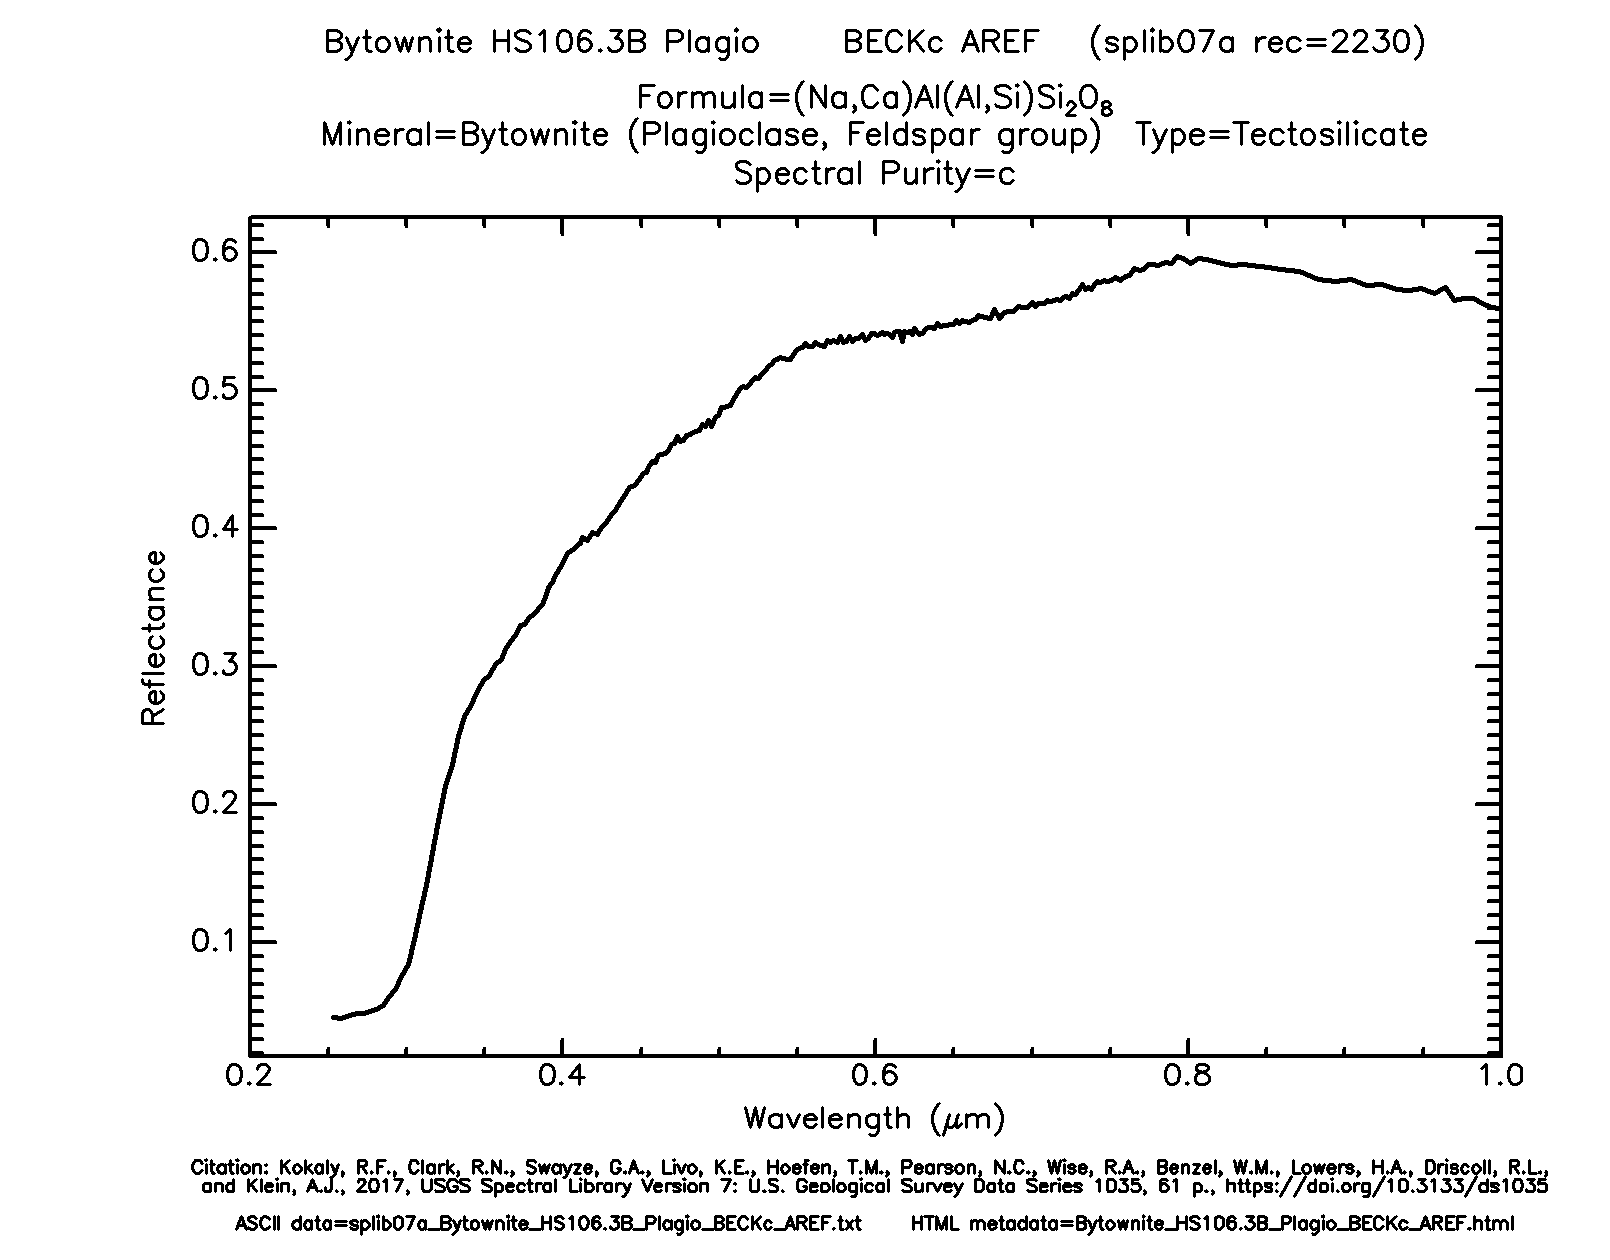 Bytownite HS106.3B Plagio BECKc AREF (splib07a rec=2230)
Formula=(Na,Ca)Al(Al,Si)Si₂O₈
Mineral=Bytownite (Plagioclase, Feldspar group) Type=Tectosilicate
Spectral Purity=c
0.6
0.5
0.4
0.3
0.2
0.1
Reflectance
0.2 0.4 0.6 0.8 1.0
Wavelength (μm)
Citation: Kokaly, R.F., Clark, R.N., Swayze, G.A., Livo, K.E., Hoefen, T.M., Pearson, N.C., Wise, R.A., Benzel, W.M., Lowers, H.A., Driscoll, R.L.,
and Klein, A.J., 2017, USGS Spectral Library Version 7: U.S. Geological Survey Data Series 1035, 61 p., https://doi.org/10.3133/ds1035
ASCII data=splib07a_Bytownite_HS106.3B_Plagio_BECKc_AREF.txt HTML metadata=Bytownite_HS106.3B_Plagio_BECKc_AREF.html